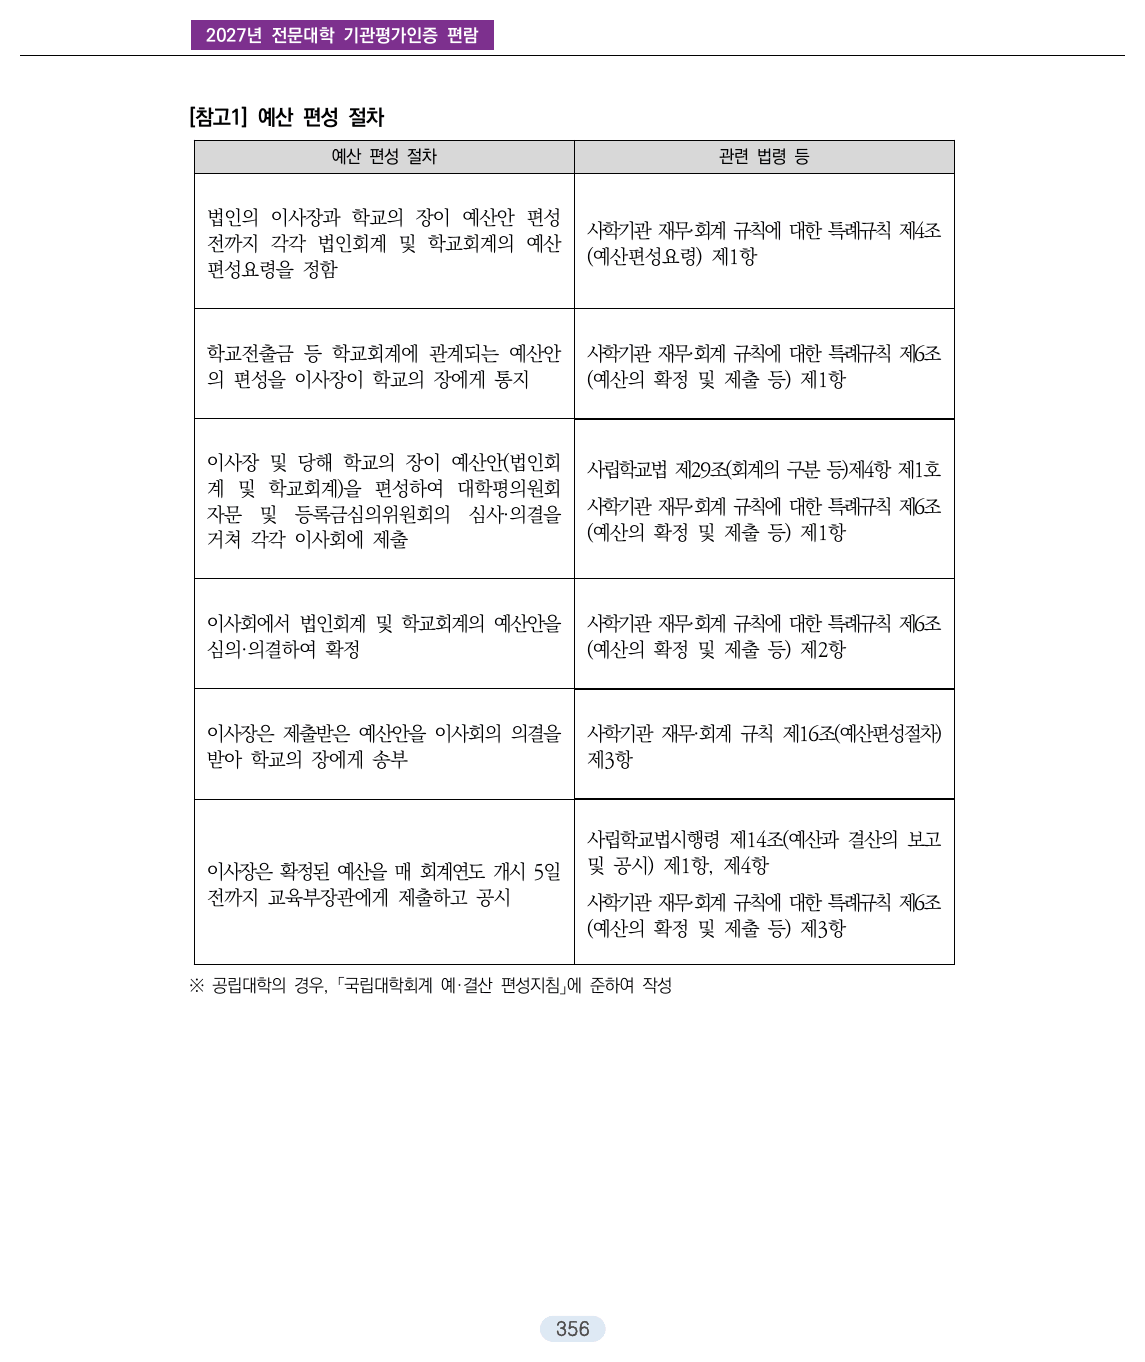 2027년 전문대학 기관평가인증 편람
[참고1] 예산 편성 절차
예산 편성 절차
관련 법령 등
법인의 이사장과 학교의 장이 예산안 편성
전까지 각각 법인회계 및 학교회계의 예산
편성요령을 정함
사학기관 재무·회계 규칙에 대한 특례규칙 제4조
(예산편성요령) 제1항
학교전출금 등 학교회계에 관계되는 예산안
의 편성을 이사장이 학교의 장에게 통지
사학기관 재무·회계 규칙에 대한 특례규칙 제6조
(예산의 확정 및 제출 등) 제1항
이사장 및 당해 학교의 장이 예산안(법인회
계 및 학교회계)을 편성하여 대학평의원회
자문 및 등록금심의위원회의 심사·의결을
거쳐 각각 이사회에 제출
사립학교법 제29조(회계의 구분 등)제4항 제1호
사학기관 재무·회계 규칙에 대한 특례규칙 제6조
(예산의 확정 및 제출 등) 제1항
이사회에서 법인회계 및 학교회계의 예산안을
심의·의결하여 확정
사학기관 재무·회계 규칙에 대한 특례규칙 제6조
(예산의 확정 및 제출 등) 제2항
이사장은 제출받은 예산안을 이사회의 의결을
받아 학교의 장에게 송부
사학기관 재무·회계 규칙 제16조(예산편성절차)
제3항
이사장은 확정된 예산을 매 회계연도 개시 5일
전까지 교육부장관에게 제출하고 공시
사립학교법시행령 제14조(예산과 결산의 보고
및 공시) 제1항, 제4항
사학기관 재무·회계 규칙에 대한 특례규칙 제6조
(예산의 확정 및 제출 등) 제3항
※ 공립대학의 경우, 「국립대학회계 예·결산 편성지침」에 준하여 작성
356